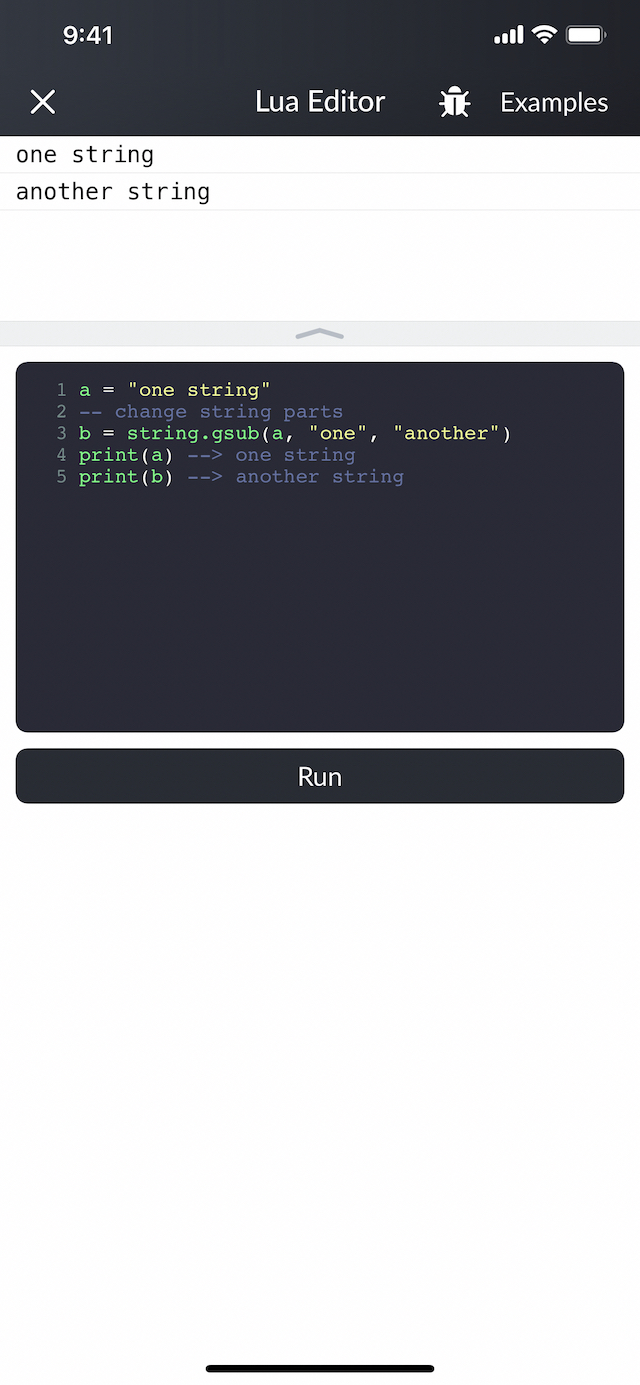 9:41
Lua Editor Examples
one string
another string
1 a = "one string"
2 -- change string parts
3 b = string.gsub(a, "one", "another")
4 print(a) --> one string
5 print(b) --> another string
Run